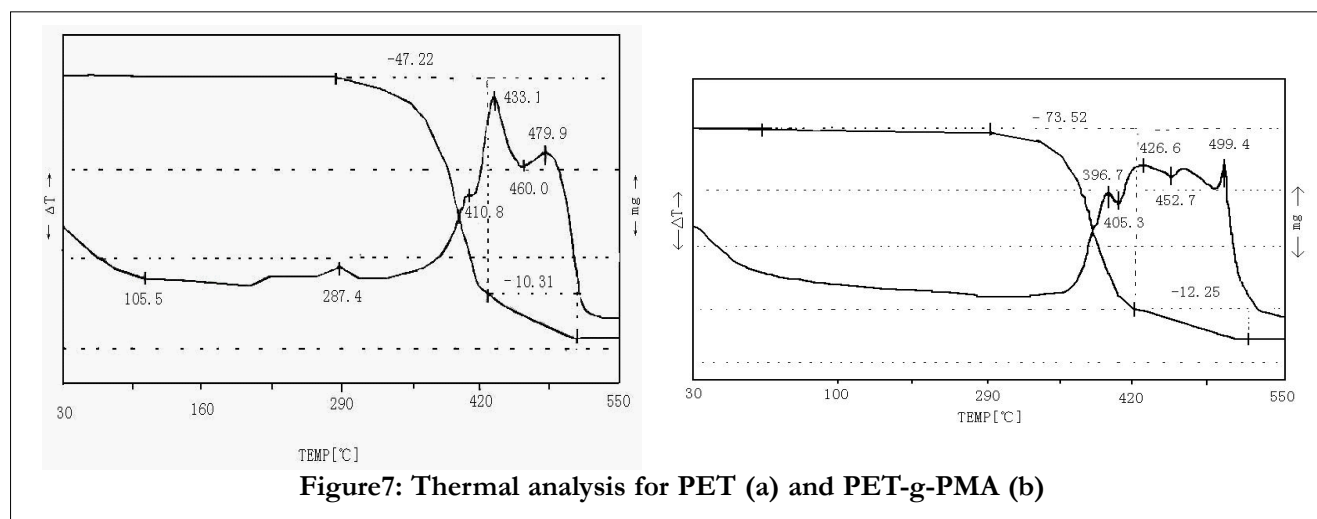 -47.22
433.1
479.9
460.0
410.8
-10.31
105.5
287.4
← ΔT →
← mg →
30 160 290 420 550
TEMP[℃]
-73.52
426.6
499.4
396.7
452.7
405.3
-12.25
←ΔT→
← mg →
30 100 290 420 550
TEMP[℃]
Figure7: Thermal analysis for PET (a) and PET-g-PMA (b)